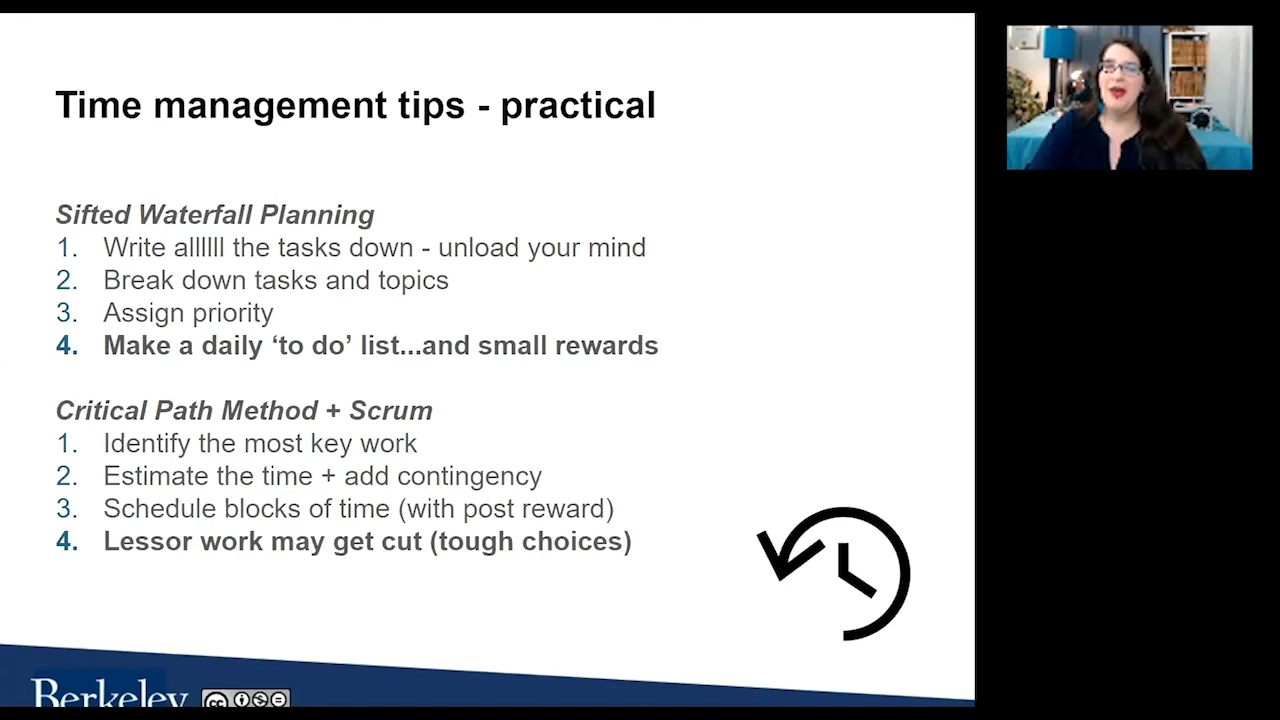 Time management tips - practical
Sifted Waterfall Planning
1. Write allllll the tasks down - unload your mind
2. Break down tasks and topics
3. Assign priority
4. Make a daily ‘to do’ list...and small rewards
Critical Path Method + Scrum
1. Identify the most key work
2. Estimate the time + add contingency
3. Schedule blocks of time (with post reward)
4. Lessor work may get cut (tough choices)
Berkeley
cc